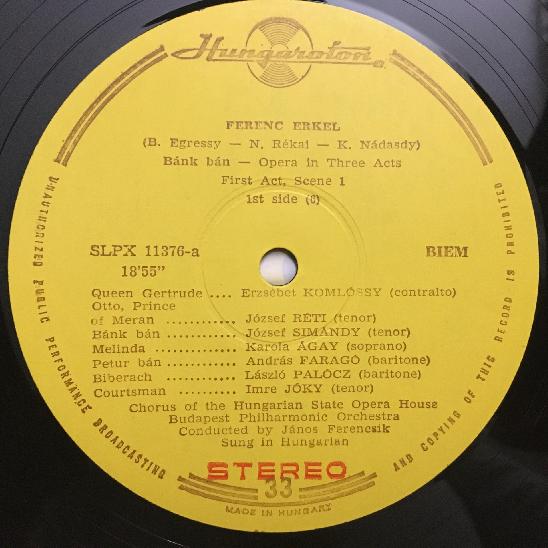 Hungaroton
FERENC ERKEL
(B. Egressy — N. Rékai — K. Nádasdy)
Bánk bán — Opera in Three Acts
First Act, Scene 1
1st side (6)
SLPX 11376-a
BIEM
18'55"
Queen Gertrude .... Erzsébet KOMLÓSSY (contralto)
Otto, Prince
of Meran ........... József RÉTI (tenor)
Bánk bán ........... József SIMÁNDY (tenor)
Melinda ............ Karola ÁGAY (soprano)
Petur bán .......... András FARAGÓ (baritone)
Biberach ........... László PALÓCZ (baritone)
Courtsman .......... Imre JÓKY (tenor)
Chorus of the Hungarian State Opera House
Budapest Philharmonic Orchestra
Conducted by János Ferencsik
Sung in Hungarian
STEREO
33
MADE IN HUNGARY
UNAUTHORIZED PUBLIC PERFORMANCE BROADCASTING
AND COPYING OF THIS RECORD IS PROHIBITED